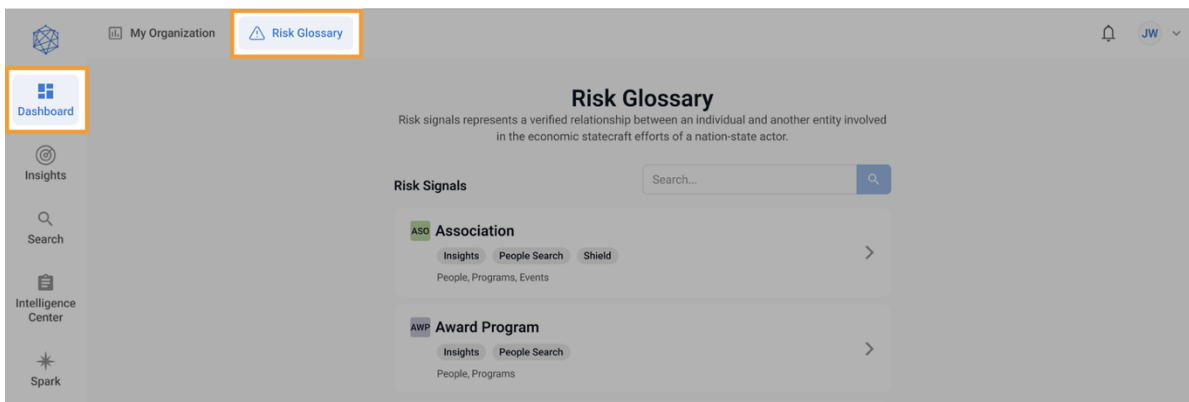 My Organization
Risk Glossary
JW
Dashboard
Insights
Search
Intelligence
Center
Spark
Risk Glossary
Risk signals represents a verified relationship between an individual and another entity involved
in the economic statecraft efforts of a nation-state actor.
Risk Signals
Search...
ASO Association
Insights People Search Shield
People, Programs, Events
AWP Award Program
Insights People Search
People, Programs